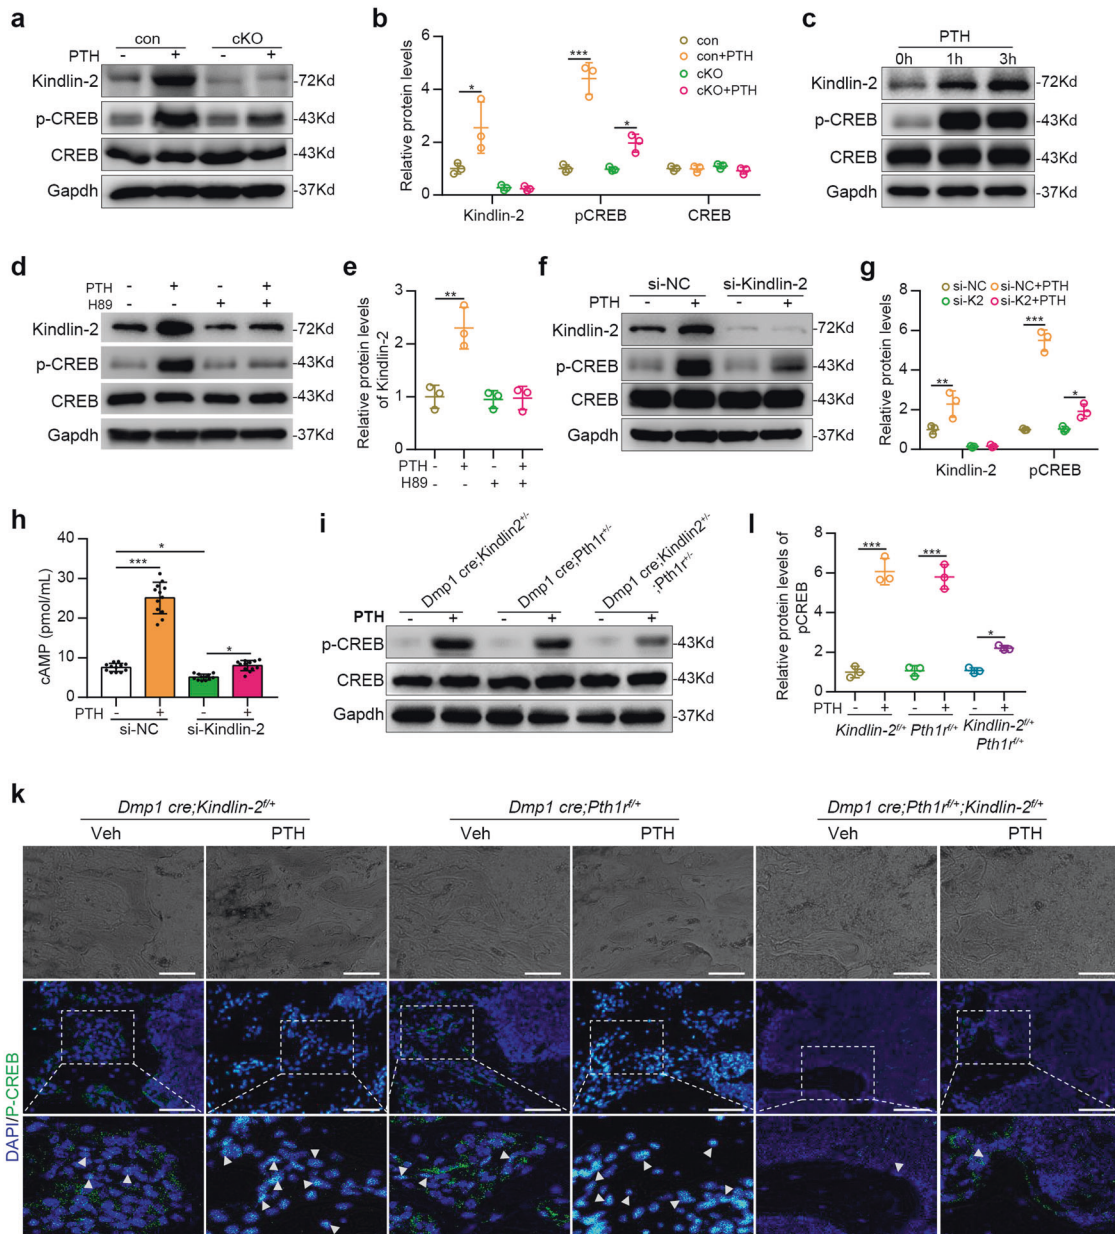 a
con cKO
PTH - + - +
Kindlin-2 -72Kd
p-CREB -43Kd
CREB -43Kd
Gapdh -37Kd
b
Relative protein levels
6
4
2
0
*
***
*
con
con+PTH
cKO
cKO+PTH
Kindlin-2 pCREB CREB
c
PTH
0h 1h 3h
Kindlin-2 -72Kd
p-CREB -43Kd
CREB -43Kd
Gapdh -37Kd
d
PTH - + - +
H89 - - + +
Kindlin-2 -72Kd
p-CREB -43Kd
CREB -43Kd
Gapdh -37Kd
e
Relative protein levels
of Kindlin-2
3
2
1
0
**
PTH - + - +
H89 - - + +
f
si-NC si-Kindlin-2
PTH - + - +
Kindlin-2 -72Kd
p-CREB -43Kd
CREB -43Kd
Gapdh -37Kd
g
si-NC si-NC+PTH
si-K2 si-K2+PTH
Relative protein levels
8
6
4
2
0
**
***
*
Kindlin-2 pCREB
h
cAMP (pmol/mL)
40
30
20
10
0
*
***
*
PTH - + - +
si-NC si-Kindlin-2
i
Dmp1 cre;Kindlin2+/-
Dmp1 cre;Pth1r+/-
Dmp1 cre;Kindlin2+/-
;Pth1r+/-
PTH - + - + - +
p-CREB -43Kd
CREB -43Kd
Gapdh -37Kd
l
Relative protein levels of
pCREB
8
6
4
2
0
***
***
*
PTH - + - + - +
Kindlin-2f/+ Pth1rf/+ Kindlin-2f/+
Pth1rf/+
k
Dmp1 cre;Kindlin-2f/+ Dmp1 cre;Pth1rf/+ Dmp1 cre;Pth1rf/+;Kindlin-2f/+
Veh PTH Veh PTH Veh PTH
DAPI/P-CREB